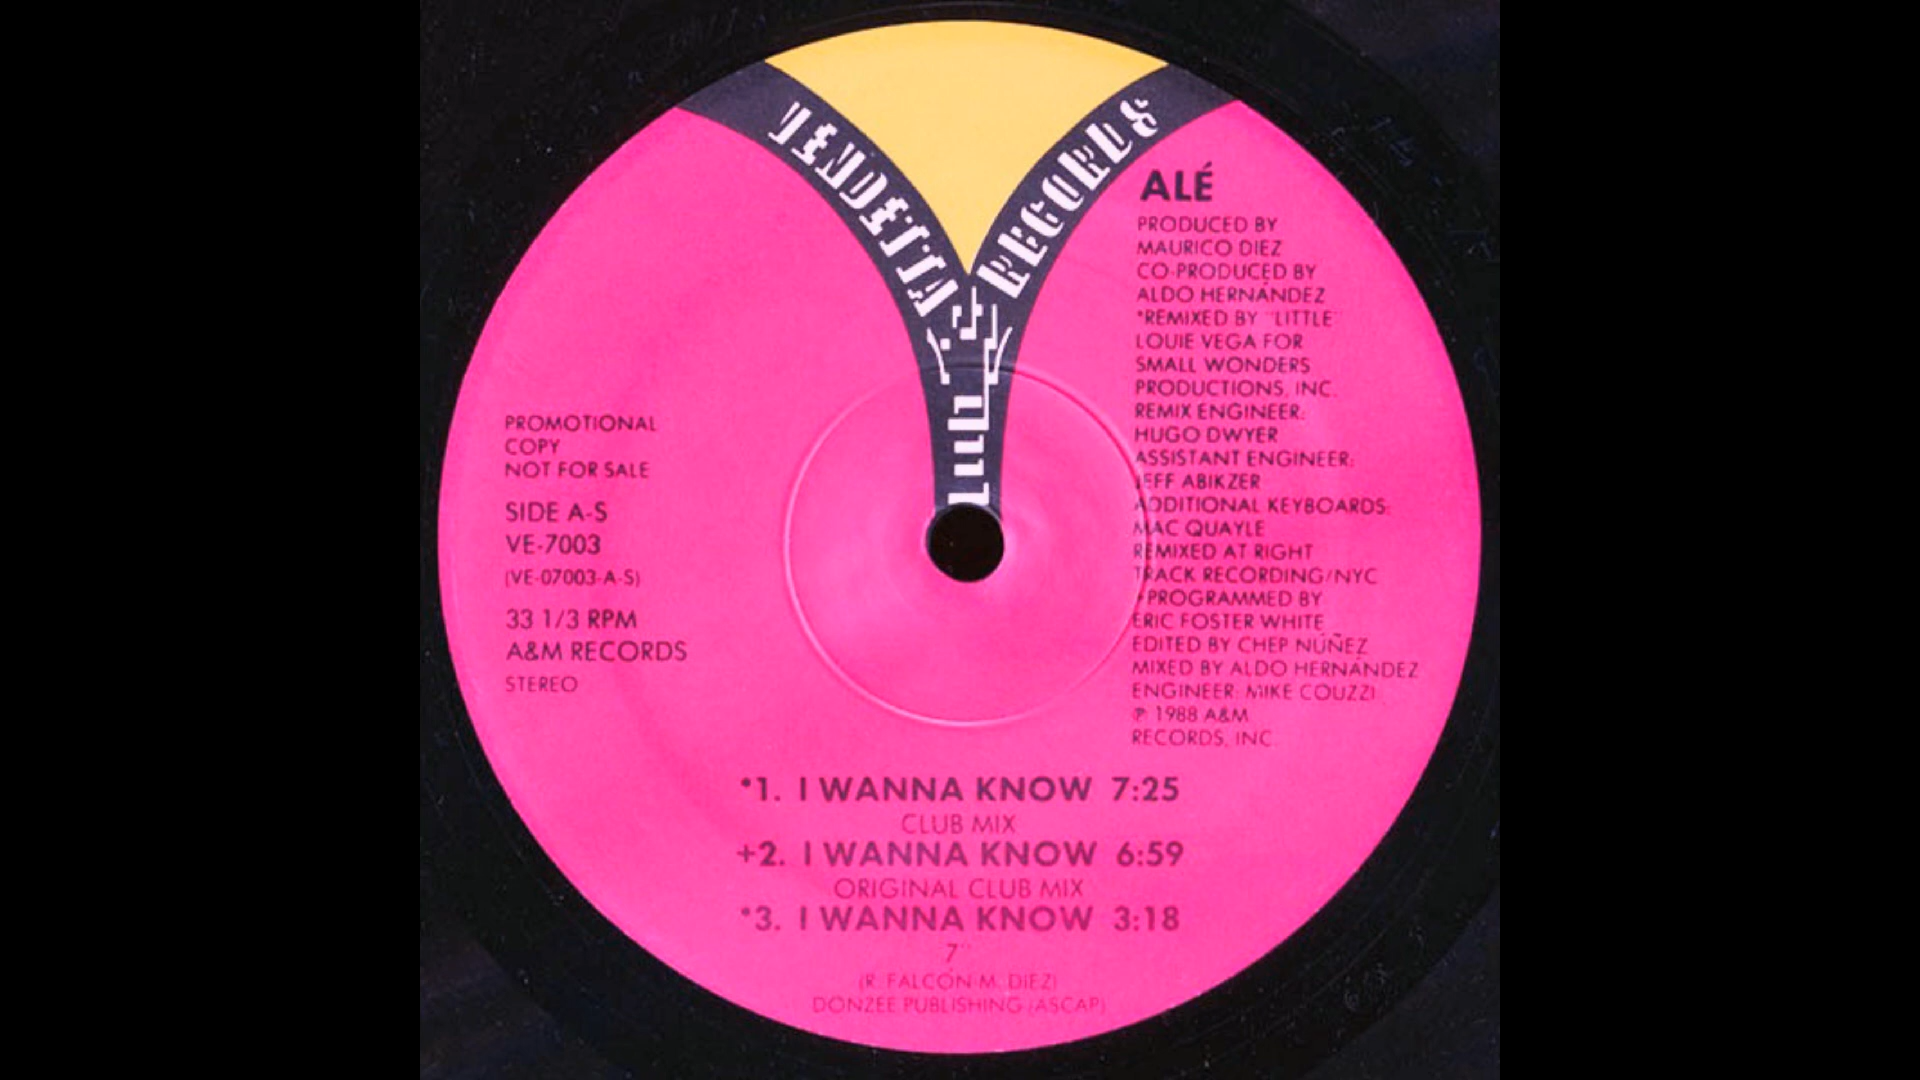 VENDETTA RECORDS
ALÉ
PRODUCED BY
MAURICO DIEZ
CO-PRODUCED BY
ALDO HERNÁNDEZ
*REMIXED BY "LITTLE"
LOUIE VEGA FOR
SMALL WONDERS
PRODUCTIONS, INC.
REMIX ENGINEER:
HUGO DWYER
ASSISTANT ENGINEER:
JEFF ABIKZER
ADDITIONAL KEYBOARDS:
MAC QUAYLE
REMIXED AT RIGHT
TRACK RECORDING/NYC
+PROGRAMMED BY
ERIC FOSTER WHITE
EDITED BY CHEP NÚÑEZ
MIXED BY ALDO HERNÁNDEZ
ENGINEER: MIKE COUZZI
℗ 1988 A&M
RECORDS, INC.
PROMOTIONAL
COPY
NOT FOR SALE
SIDE A-S
VE-7003
(VE-07003-A-S)
33 1/3 RPM
A&M RECORDS
STEREO
*1. I WANNA KNOW 7:25
CLUB MIX
+2. I WANNA KNOW 6:59
ORIGINAL CLUB MIX
*3. I WANNA KNOW 3:18
7"
(R. FALCÓN-M. DIEZ)
DONZEE PUBLISHING (ASCAP)